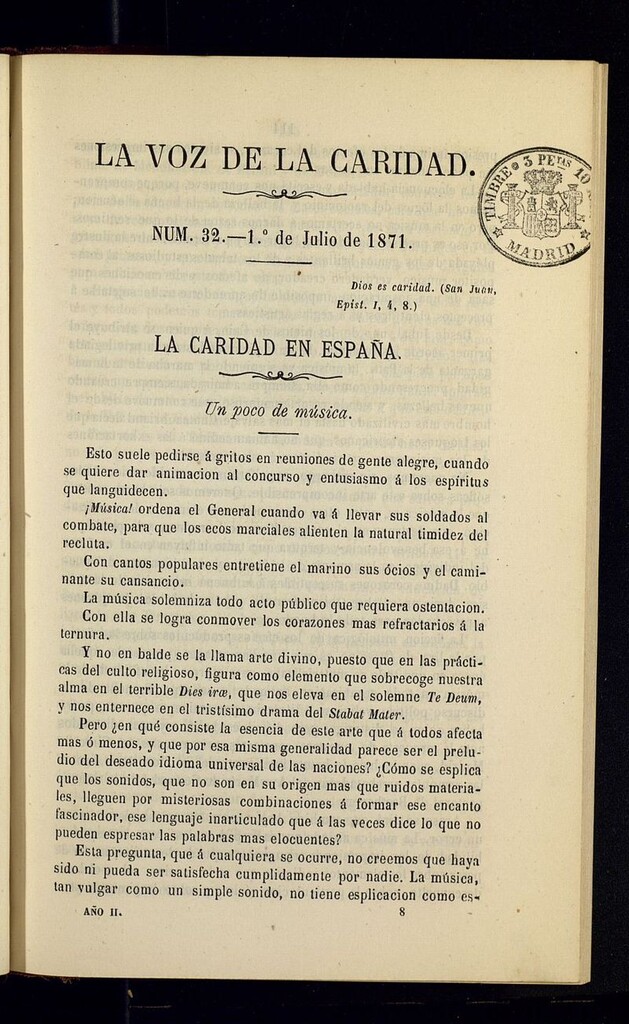 LA VOZ DE LA CARIDAD.
TIMBRE 3 PETAS 10
MADRID
NUM. 32.—1.º de Julio de 1871.
Dios es caridad. (San Juan,
Epist. I, 4, 8.)
LA CARIDAD EN ESPAÑA.
Un poco de música.
Esto suele pedirse á gritos en reuniones de gente alegre, cuando
se quiere dar animacion al concurso y entusiasmo á los espíritus
que languidecen.
¡Música! ordena el General cuando va á llevar sus soldados al
combate, para que los ecos marciales alienten la natural timidez del
recluta.
Con cantos populares entretiene el marino sus ócios y el cami-
nante su cansancio.
La música solemniza todo acto público que requiera ostentacion.
Con ella se logra conmover los corazones mas refractarios á la
ternura.
Y no en balde se la llama arte divino, puesto que en las prácti-
cas del culto religioso, figura como elemento que sobrecoge nuestra
alma en el terrible Dies iræ, que nos eleva en el solemne Te Deum,
y nos enternece en el tristísimo drama del Stabat Mater.
Pero ¿en qué consiste la esencia de este arte que á todos afecta
mas ó menos, y que por esa misma generalidad parece ser el prelu-
dio del deseado idioma universal de las naciones? ¿Cómo se esplica
que los sonidos, que no son en su orígen mas que ruidos materia-
les, lleguen por misteriosas combinaciones á formar ese encanto
fascinador, ese lenguaje inarticulado que á las veces dice lo que no
pueden espresar las palabras mas elocuentes?
Esta pregunta, que á cualquiera se ocurre, no creemos que haya
sido ni pueda ser satisfecha cumplidamente por nadie. La música,
tan vulgar como un simple sonido, no tiene esplicacion como es-
AÑO II. 8